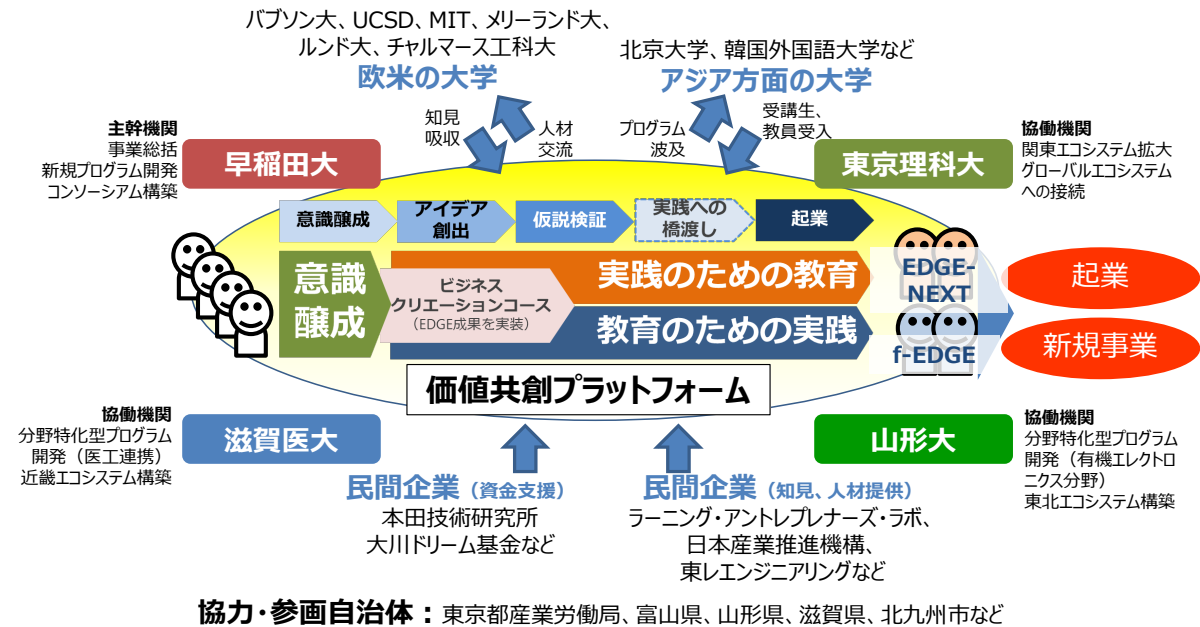 バブソン大、UCSD、MIT、メリーランド大、
ルンド大、チャルマース工科大
欧米の大学
北京大学、韓国外国語大学など
アジア方面の大学
知見
吸収
人材
交流
プログラム
波及
受講生、
教員受入
主幹機関
事業総括
新規プログラム開発
コンソーシアム構築
早稲田大
東京理科大
協働機関
関東エコシステム拡大
グローバルエコシステム
への接続
意識醸成
アイデア
創出
仮説検証
実践への
橋渡し
起業
意識
醸成
ビジネス
クリエーションコース
（EDGE成果を実装）
実践のための教育
教育のための実践
EDGE-
NEXT
f-EDGE
起業
新規事業
価値共創プラットフォーム
協働機関
分野特化型プログラム
開発（医工連携）
近畿エコシステム構築
滋賀医大
山形大
協働機関
分野特化型プログラム
開発（有機エレクトロ
ニクス分野）
東北エコシステム構築
民間企業（資金支援）
本田技術研究所
大川ドリーム基金など
民間企業（知見、人材提供）
ラーニング・アントレプレナーズ・ラボ、
日本産業推進機構、
東レエンジニアリングなど
協力・参画自治体：東京都産業労働局、富山県、山形県、滋賀県、北九州市など